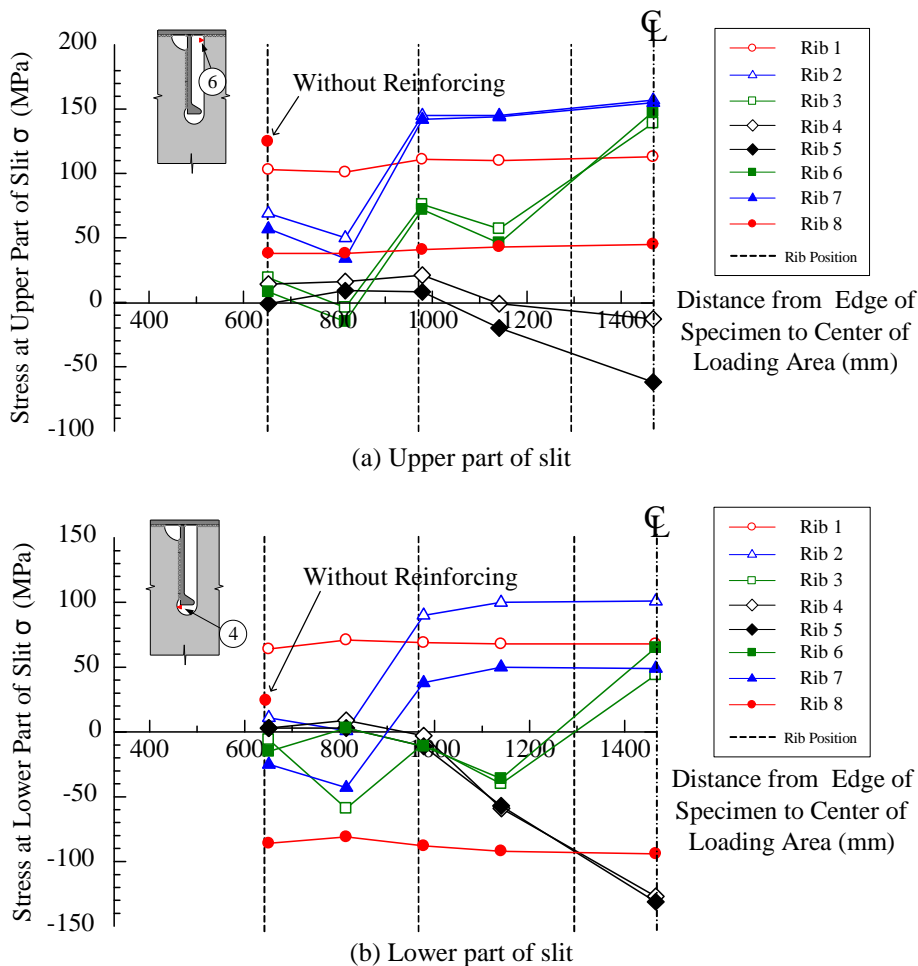 ℄
200
150
100
50
0
-50
-100
Stress at Upper Part of Slit σ (MPa)
6
Without Reinforcing
400
600
800
1000
1200
1400
Rib 1
Rib 2
Rib 3
Rib 4
Rib 5
Rib 6
Rib 7
Rib 8
Rib Position
Distance from Edge of
Specimen to Center of
Loading Area (mm)
(a) Upper part of slit
℄
150
100
50
0
-50
-100
-150
Stress at Lower Part of Slit σ (MPa)
4
Without Reinforcing
400
600
800
1000
1200
1400
Rib 1
Rib 2
Rib 3
Rib 4
Rib 5
Rib 6
Rib 7
Rib 8
Rib Position
Distance from Edge of
Specimen to Center of
Loading Area (mm)
(b) Lower part of slit